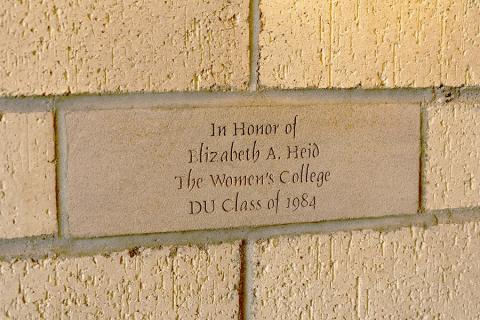 In Honor of
Elizabeth A. Heid
The Women's College
DU Class of 1984